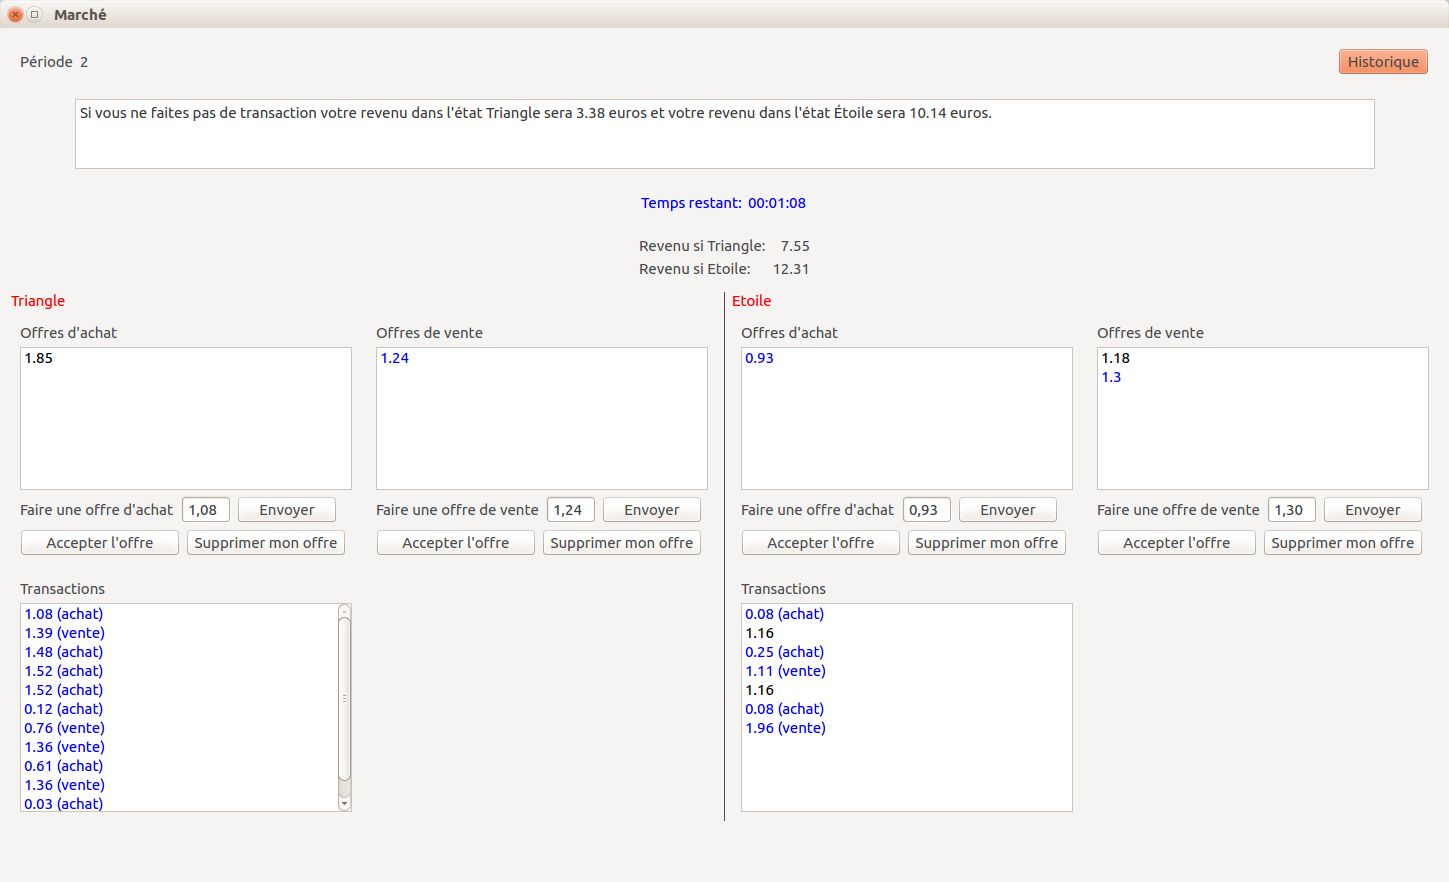 Marché
Période 2
Historique
Si vous ne faites pas de transaction votre revenu dans l'état Triangle sera 3.38 euros et votre revenu dans l'état Étoile sera 10.14 euros.
Temps restant: 00:01:08
Revenu si Triangle: 7.55
Revenu si Etoile: 12.31
Triangle
Offres d'achat
1.85
Offres de vente
1.24
Faire une offre d'achat 1,08 Envoyer
Accepter l'offre Supprimer mon offre
Faire une offre de vente 1,24 Envoyer
Accepter l'offre Supprimer mon offre
Transactions
1.08 (achat)
1.39 (vente)
1.48 (achat)
1.52 (achat)
1.52 (achat)
0.12 (achat)
0.76 (vente)
1.36 (vente)
0.61 (achat)
1.36 (vente)
0.03 (achat)
Etoile
Offres d'achat
0.93
Offres de vente
1.18
1.3
Faire une offre d'achat 0,93 Envoyer
Accepter l'offre Supprimer mon offre
Faire une offre de vente 1,30 Envoyer
Accepter l'offre Supprimer mon offre
Transactions
0.08 (achat)
1.16
0.25 (achat)
1.11 (vente)
1.16
0.08 (achat)
1.96 (vente)